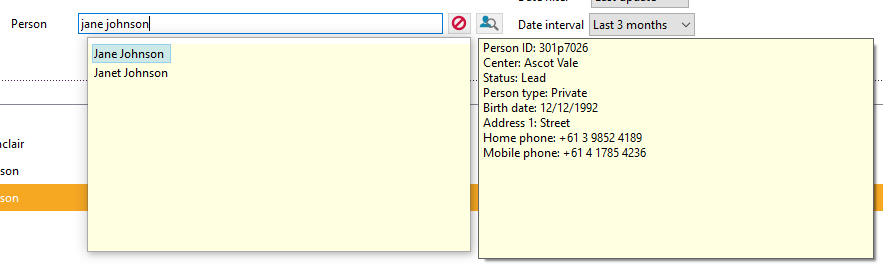 Person
jane johnson
Date interval
Last 3 months
Jane Johnson
Janet Johnson
Person ID: 301p7026
Center: Ascot Vale
Status: Lead
Person type: Private
Birth date: 12/12/1992
Address 1: Street
Home phone: +61 3 9852 4189
Mobile phone: +61 4 1785 4236
nclair
son
son